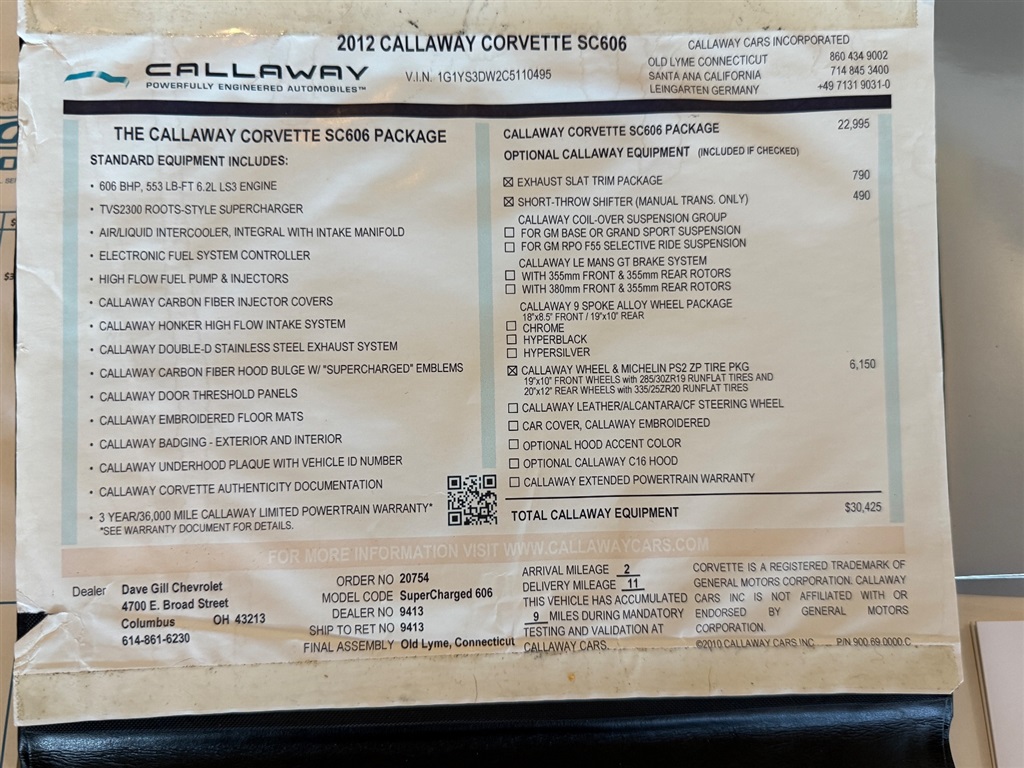 2012 CALLAWAY CORVETTE SC606
CALLAWAY
POWERFULLY ENGINEERED AUTOMOBILES™
V.I.N. 1G1YS3DW2C5110495
CALLAWAY CARS INCORPORATED
OLD LYME CONNECTICUT 860 434 9002
SANTA ANA CALIFORNIA 714 845 3400
LEINGARTEN GERMANY +49 7131 9031-0
THE CALLAWAY CORVETTE SC606 PACKAGE
STANDARD EQUIPMENT INCLUDES:
• 606 BHP, 553 LB-FT 6.2L LS3 ENGINE
• TVS2300 ROOTS-STYLE SUPERCHARGER
• AIR/LIQUID INTERCOOLER, INTEGRAL WITH INTAKE MANIFOLD
• ELECTRONIC FUEL SYSTEM CONTROLLER
• HIGH FLOW FUEL PUMP & INJECTORS
• CALLAWAY CARBON FIBER INJECTOR COVERS
• CALLAWAY HONKER HIGH FLOW INTAKE SYSTEM
• CALLAWAY DOUBLE-D STAINLESS STEEL EXHAUST SYSTEM
• CALLAWAY CARBON FIBER HOOD BULGE W/ "SUPERCHARGED" EMBLEMS
• CALLAWAY DOOR THRESHOLD PANELS
• CALLAWAY EMBROIDERED FLOOR MATS
• CALLAWAY BADGING - EXTERIOR AND INTERIOR
• CALLAWAY UNDERHOOD PLAQUE WITH VEHICLE ID NUMBER
• CALLAWAY CORVETTE AUTHENTICITY DOCUMENTATION
• 3 YEAR/36,000 MILE CALLAWAY LIMITED POWERTRAIN WARRANTY*
*SEE WARRANTY DOCUMENT FOR DETAILS.
CALLAWAY CORVETTE SC606 PACKAGE 22,995
OPTIONAL CALLAWAY EQUIPMENT (INCLUDED IF CHECKED)
☒ EXHAUST SLAT TRIM PACKAGE 790
☒ SHORT-THROW SHIFTER (MANUAL TRANS. ONLY) 490
CALLAWAY COIL-OVER SUSPENSION GROUP
☐ FOR GM BASE OR GRAND SPORT SUSPENSION
☐ FOR GM RPO F55 SELECTIVE RIDE SUSPENSION
CALLAWAY LE MANS GT BRAKE SYSTEM
☐ WITH 355mm FRONT & 355mm REAR ROTORS
☐ WITH 380mm FRONT & 355mm REAR ROTORS
CALLAWAY 9 SPOKE ALLOY WHEEL PACKAGE
18"x8.5" FRONT / 19"x10" REAR
☐ CHROME
☐ HYPERBLACK
☐ HYPERSILVER
☒ CALLAWAY WHEEL & MICHELIN PS2 ZP TIRE PKG 6,150
19"x10" FRONT WHEELS with 285/30ZR19 RUNFLAT TIRES AND
20"x12" REAR WHEELS with 335/25ZR20 RUNFLAT TIRES
☐ CALLAWAY LEATHER/ALCANTARA/CF STEERING WHEEL
☐ CAR COVER, CALLAWAY EMBROIDERED
☐ OPTIONAL HOOD ACCENT COLOR
☐ OPTIONAL CALLAWAY C16 HOOD
☐ CALLAWAY EXTENDED POWERTRAIN WARRANTY
TOTAL CALLAWAY EQUIPMENT $30,425
FOR MORE INFORMATION VISIT WWW.CALLAWAYCARS.COM
Dealer Dave Gill Chevrolet
4700 E. Broad Street
Columbus OH 43213
614-861-6230
ORDER NO 20754
MODEL CODE SuperCharged 606
DEALER NO 9413
SHIP TO RET NO 9413
FINAL ASSEMBLY Old Lyme, Connecticut
ARRIVAL MILEAGE 2
DELIVERY MILEAGE 11
THIS VEHICLE HAS ACCUMULATED
9 MILES DURING MANDATORY
TESTING AND VALIDATION AT
CALLAWAY CARS.
CORVETTE IS A REGISTERED TRADEMARK OF
GENERAL MOTORS CORPORATION. CALLAWAY
CARS INC IS NOT AFFILIATED WITH OR
ENDORSED BY GENERAL MOTORS
CORPORATION.
©2010 CALLAWAY CARS INC P/N 900.69.0000.C